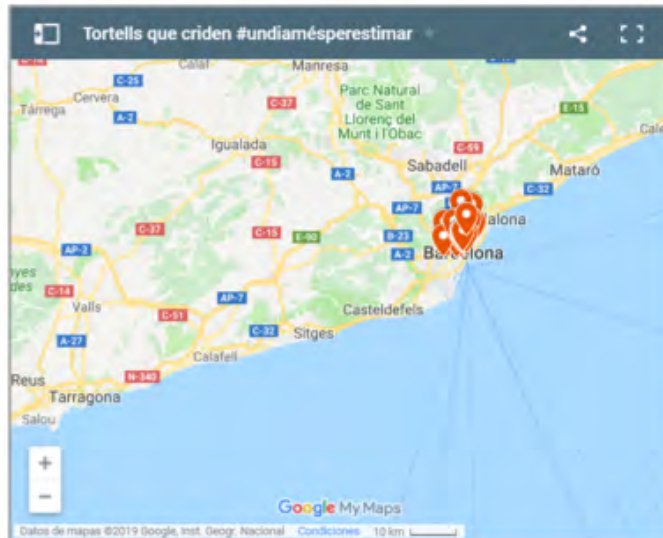 Tortells que criden #undiamésperestimar
Calaf
Manresa
C-25
Cervera
Tàrrega
A-2
C-37
Parc Natural
de Sant
Llorenç del
Munt i l'Obac
E-15
Igualada
C-15
A-2
Sabadell
C-59
Mataró
AP-7
C-32
AP-7
C-37
C-15
E-90
B-23
A-2
Barcelona
AP-2
C-14
Valls
AP-7
C-51
Casteldefels
A-27
C-32
Sitges
Calafell
N-340
Reus
Tarragona
Salou
+
−
Google My Maps
Datos de mapas ©2019 Google, Inst. Geogr. Nacional Condiciones 10 km